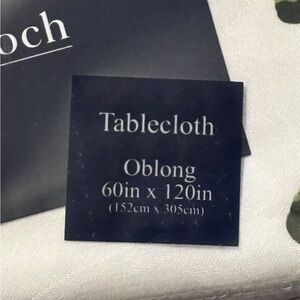 och
Tablecloth
Oblong
60in x 120in
(152cm x 305cm)